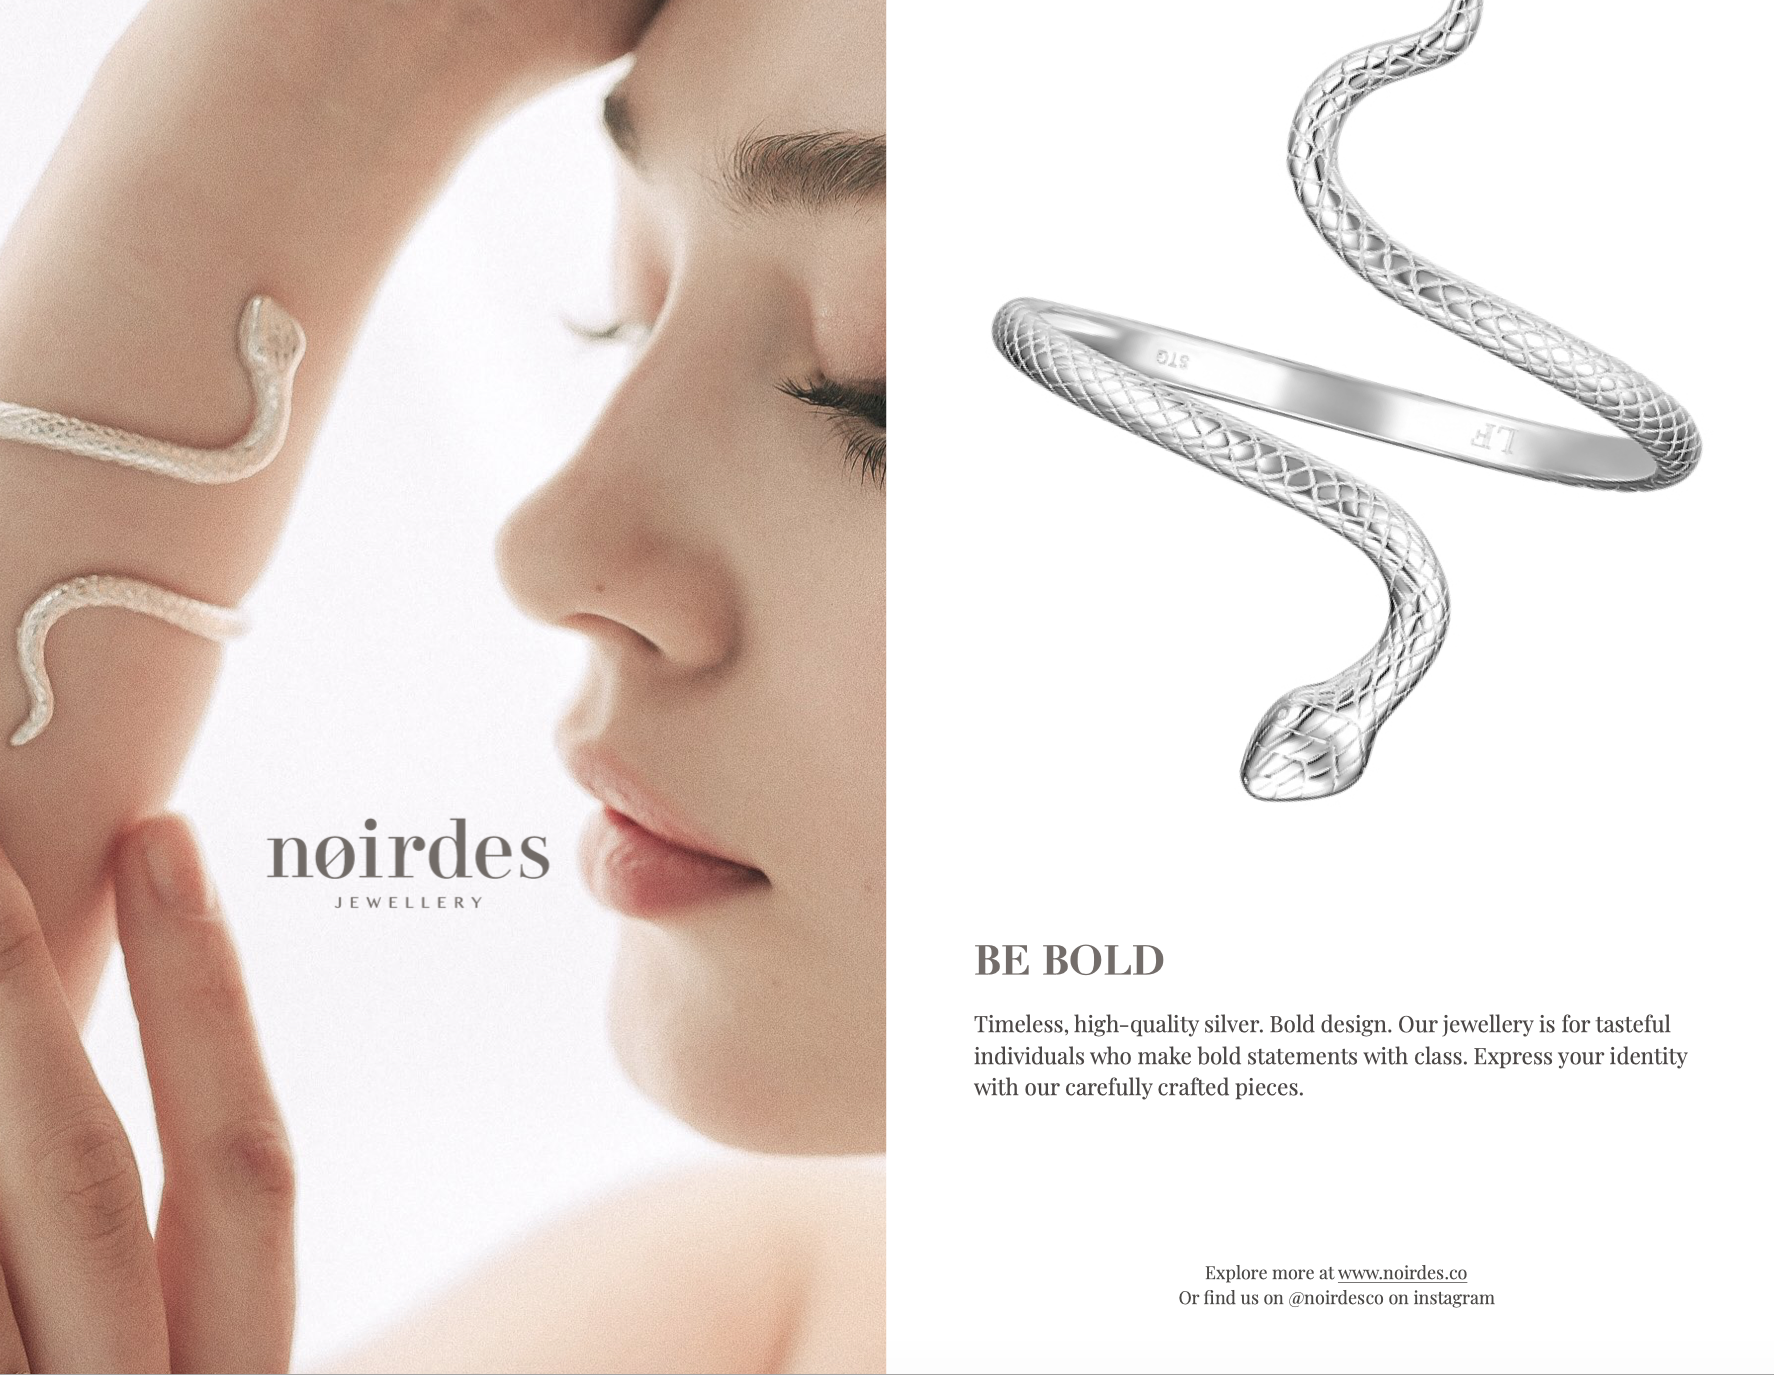 nøirdes
JEWELLERY
STG
LF
BE BOLD
Timeless, high-quality silver. Bold design. Our jewellery is for tasteful
individuals who make bold statements with class. Express your identity
with our carefully crafted pieces.
Explore more at www.noirdes.co
Or find us on @noirdesco on instagram